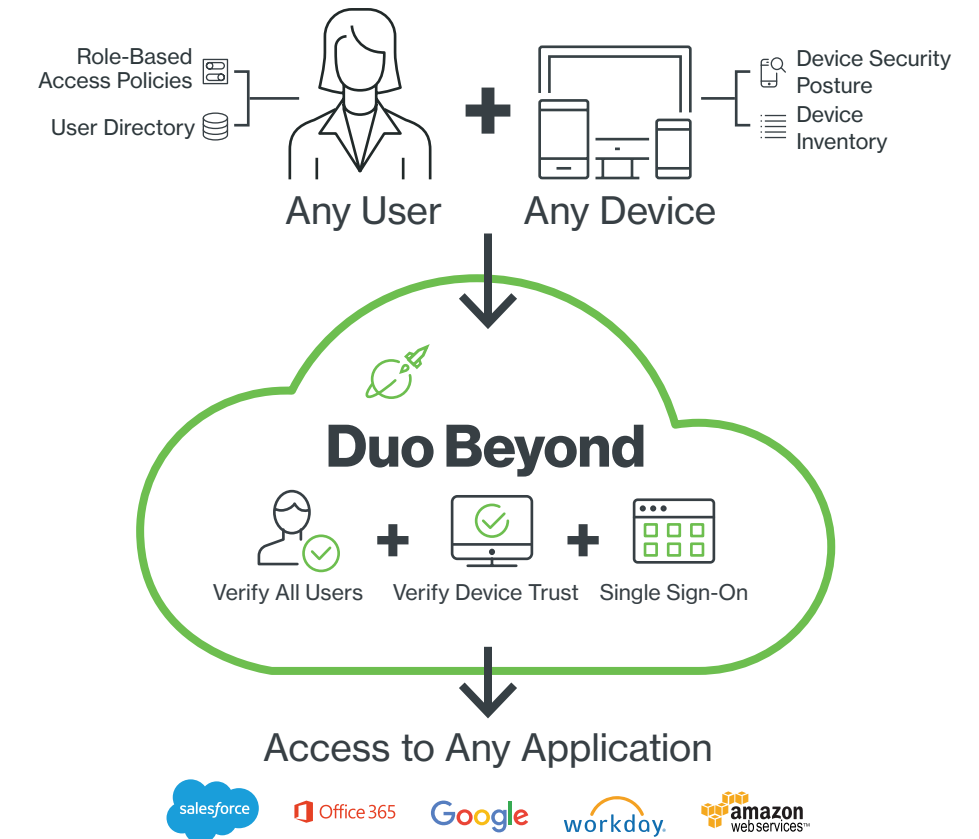 Role-Based
Access Policies
User Directory
Device Security
Posture
Device
Inventory
Any User
Any Device
Duo Beyond
Verify All Users
Verify Device Trust
Single Sign-On
Access to Any Application
salesforce
Office 365
Google
workday.
amazon
web services™